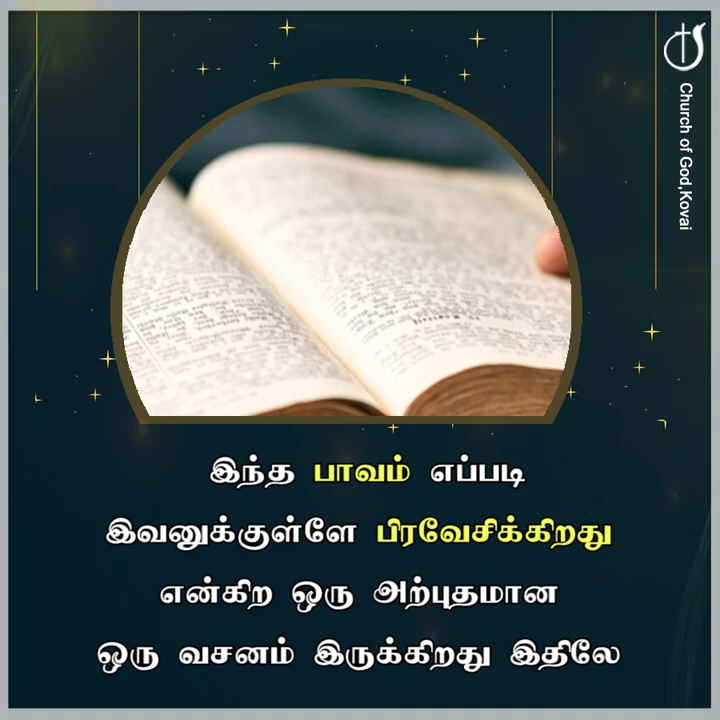 Church of God,Kovai
இந்த பாவம் எப்படி
இவனுக்குள்ளே பிரவேசிக்கிறது
என்கிற ஒரு அற்புதமான
ஒரு வசனம் இருக்கிறது இதிலே